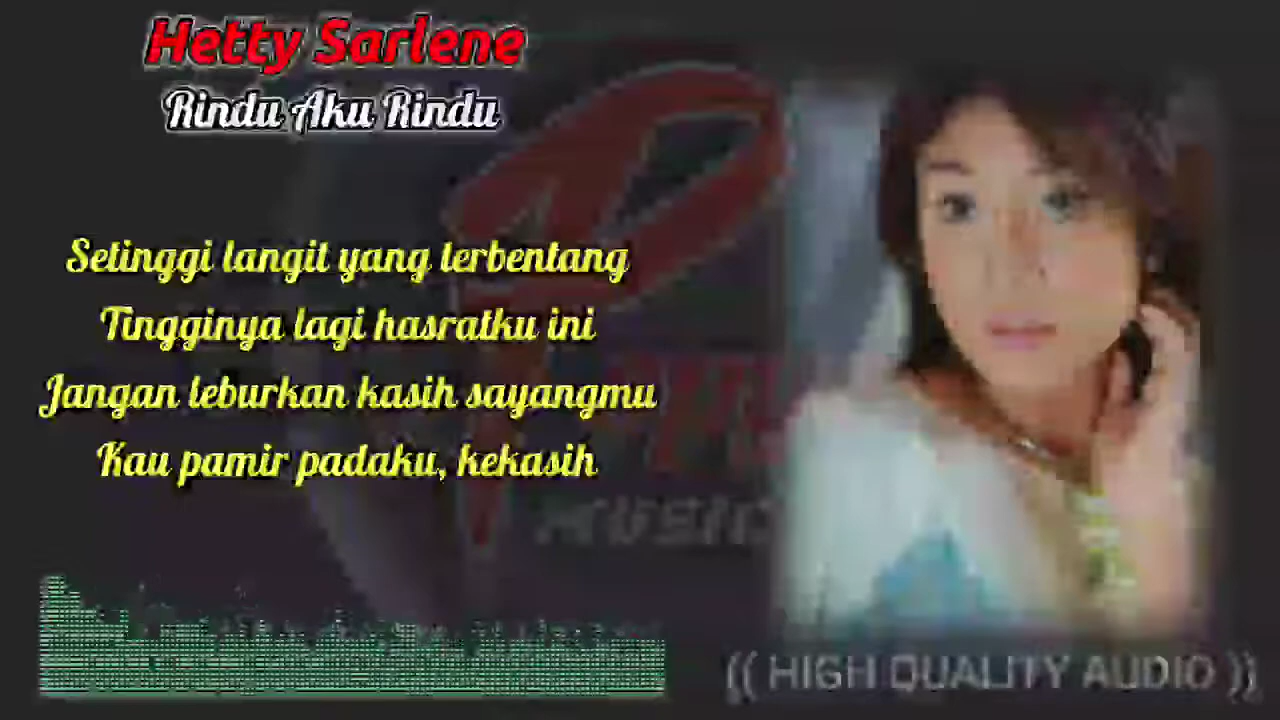 Hetty Sarlene
Rindu Aku Rindu
Setinggi langit yang terbentang
Tingginya lagi hasratku ini
Jangan leburkan kasih sayangmu
Kau pamir padaku, kekasih
MUSIC
(( HIGH QUALITY AUDIO ))